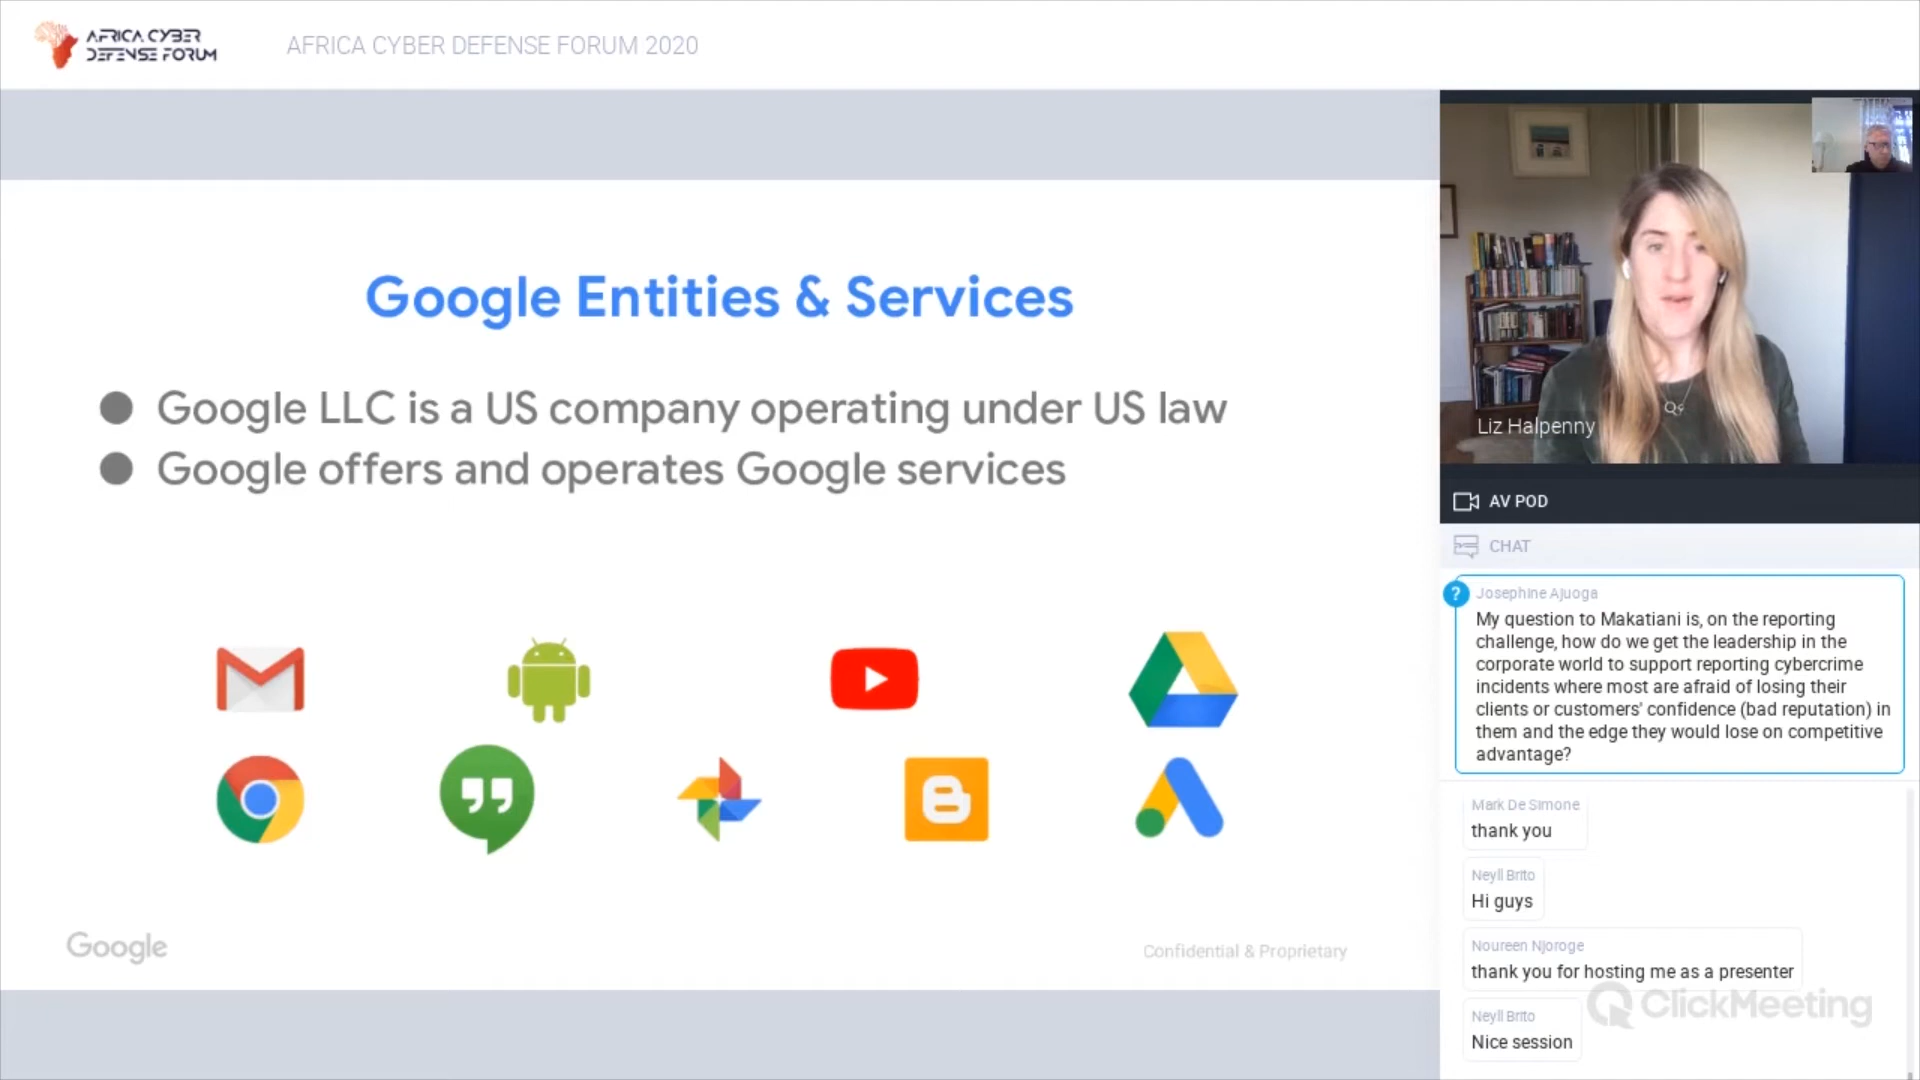 AFRICA CYBER
DEFENSE FORUM
AFRICA CYBER DEFENSE FORUM 2020
Google Entities & Services
Google LLC is a US company operating under US law
Google offers and operates Google services
Google
Confidential & Proprietary
Liz Halpenny
AV POD
CHAT
?
Josephine Ajuoga
My question to Makatiani is, on the reporting
challenge, how do we get the leadership in the
corporate world to support reporting cybercrime
incidents where most are afraid of losing their
clients or customers' confidence (bad reputation) in
them and the edge they would lose on competitive
advantage?
Mark De Simone
thank you
Neyll Brito
Hi guys
Noureen Njoroge
thank you for hosting me as a presenter
ClickMeeting
Neyll Brito
Nice session